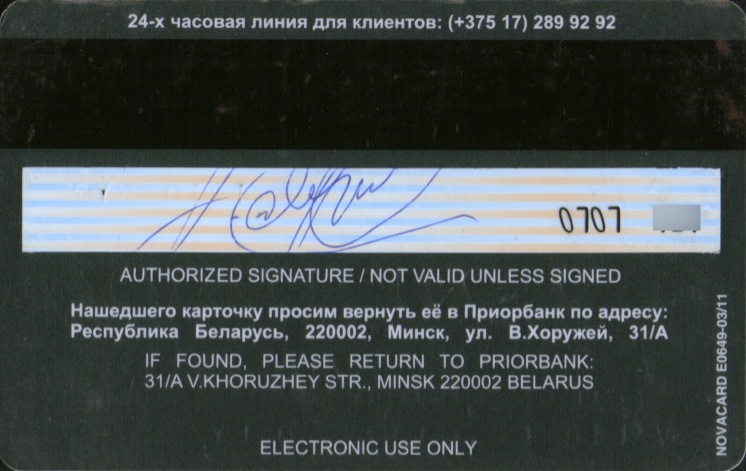 24-х часовая линия для клиентов: (+375 17) 289 92 92
0707
AUTHORIZED SIGNATURE / NOT VALID UNLESS SIGNED
Нашедшего карточку просим вернуть её в Приорбанк по адресу:
Республика Беларусь, 220002, Минск, ул. В.Хоружей, 31/А
IF FOUND, PLEASE RETURN TO PRIORBANK:
31/A V.KHORUZHEY STR., MINSK 220002 BELARUS
ELECTRONIC USE ONLY
NOVACARD E0649-03/11